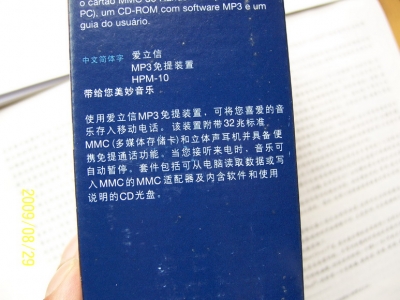 o cartão MMC do
PC), um CD-ROM com software MP3 e um
guia do usuário.
中文简体字 爱立信
MP3免提装置
HPM-10
带给您美妙音乐
使用爱立信MP3免提装置，可将您喜爱的音
乐存入移动电话。该装置附带32兆标准
MMC (多媒体存储卡)和立体声耳机并具备便
携免提通话功能。当您接听来电时，音乐可
自动暂停。套件包括可从电脑读取数据或写
入MMC的MMC适配器及内含软件和使用
说明的CD光盘。
2009/08/29